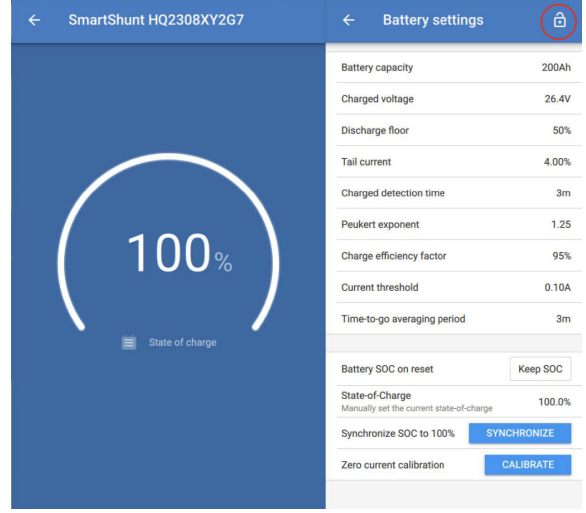 SmartShunt HQ2308XY2G7
100%
State of charge
Battery settings
Battery capacity 200Ah
Charged voltage 26.4V
Discharge floor 50%
Tail current 4.00%
Charged detection time 3m
Peukert exponent 1.25
Charge efficiency factor 95%
Current threshold 0.10A
Time-to-go averaging period 3m
Battery SOC on reset Keep SOC
State-of-Charge 100.0%
Manually set the current state-of-charge
Synchronize SOC to 100% SYNCHRONIZE
Zero current calibration CALIBRATE